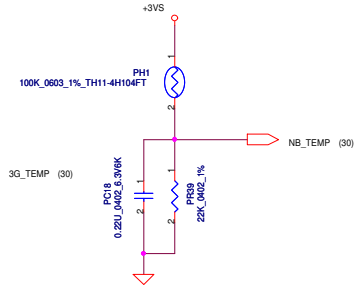 +3VS
1
PH1
100K_0603_1%_TH11-4H104FT
2
NB_TEMP (30)
3G_TEMP (30)
1
PC18
0.22U_0402_6.3V6K
2
1
PR39
22K_0402_1%
2